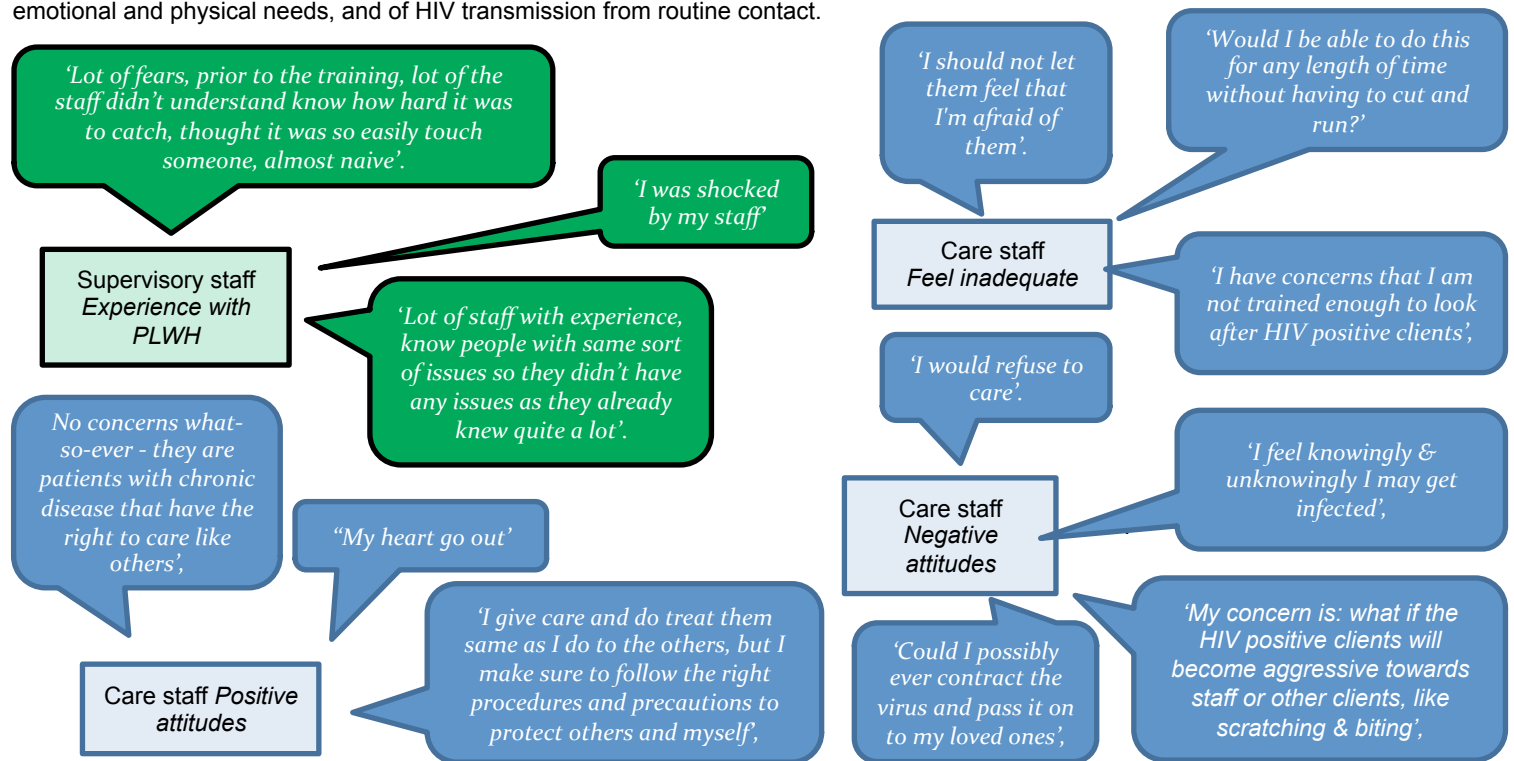 emotional and physical needs, and of HIV transmission from routine contact.
‘Lot of fears, prior to the training, lot of the
staff didn’t understand know how hard it was
to catch, thought it was so easily touch
someone, almost naive’.
‘I was shocked
by my staff’
Supervisory staff
Experience with
PLWH
‘Lot of staff with experience,
know people with same sort
of issues so they didn’t have
any issues as they already
knew quite a lot’.
No concerns what-
so-ever - they are
patients with chronic
disease that have the
right to care like
others’,
“My heart go out’
‘I give care and do treat them
same as I do to the others, but I
make sure to follow the right
procedures and precautions to
protect others and myself’,
Care staff Positive
attitudes
‘I should not let
them feel that
I'm afraid of
them’.
‘Would I be able to do this
for any length of time
without having to cut and
run?’
Care staff
Feel inadequate
‘I have concerns that I am
not trained enough to look
after HIV positive clients’,
‘I would refuse to
care’.
‘I feel knowingly &
unknowingly I may get
infected’,
Care staff
Negative
attitudes
‘Could I possibly
ever contract the
virus and pass it on
to my loved ones’,
‘My concern is: what if the
HIV positive clients will
become aggressive towards
staff or other clients, like
scratching & biting’,